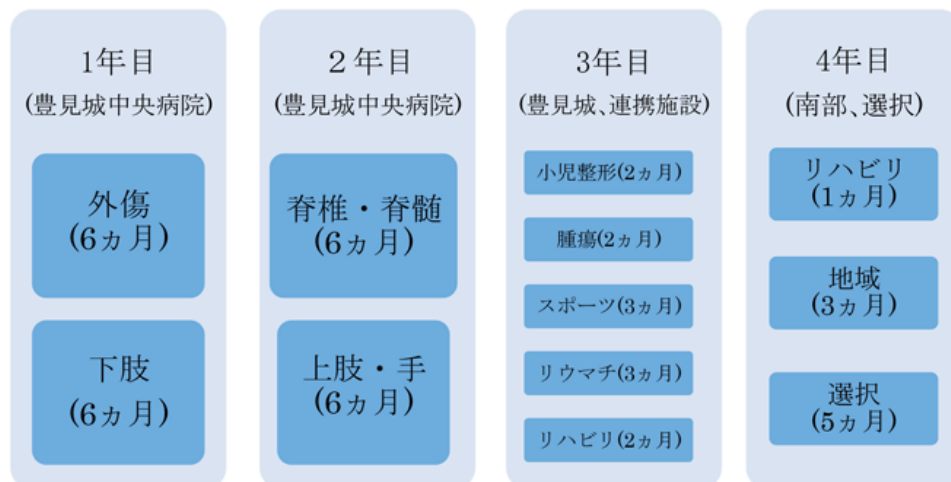 1年目
(豊見城中央病院)
外傷
(6ヵ月)
下肢
(6ヵ月)
２年目
(豊見城中央病院)
脊椎・脊髄
(6ヵ月)
上肢・手
(6ヵ月)
3年目
(豊見城、連携施設)
小児整形(2ヵ月)
腫瘍(2ヵ月)
スポーツ(3ヵ月)
リウマチ(3ヵ月)
リハビリ(2ヵ月)
4年目
(南部、選択)
リハビリ
(1ヵ月)
地域
(3ヵ月)
選択
(5ヵ月)